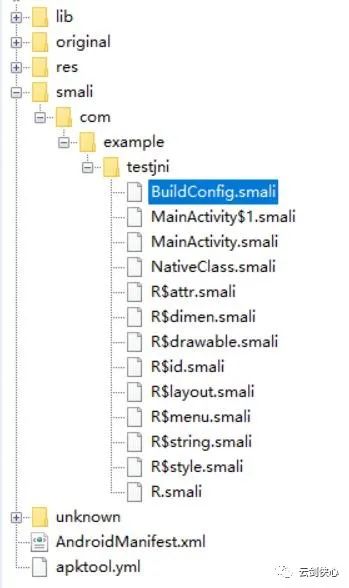 lib
original
res
smali
com
example
testjni
BuildConfig.smali
MainActivity$1.smali
MainActivity.smali
NativeClass.smali
R$attr.smali
R$dimen.smali
R$drawable.smali
R$id.smali
R$layout.smali
R$menu.smali
R$string.smali
R$style.smali
R.smali
unknown
AndroidManifest.xml
apktool.yml
云剑侠心